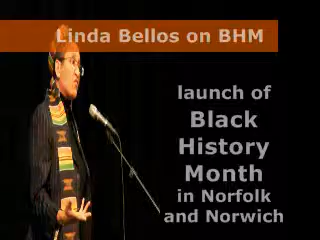 Linda Bellos on BHM
launch of
Black
History
Month
in Norfolk
and Norwich